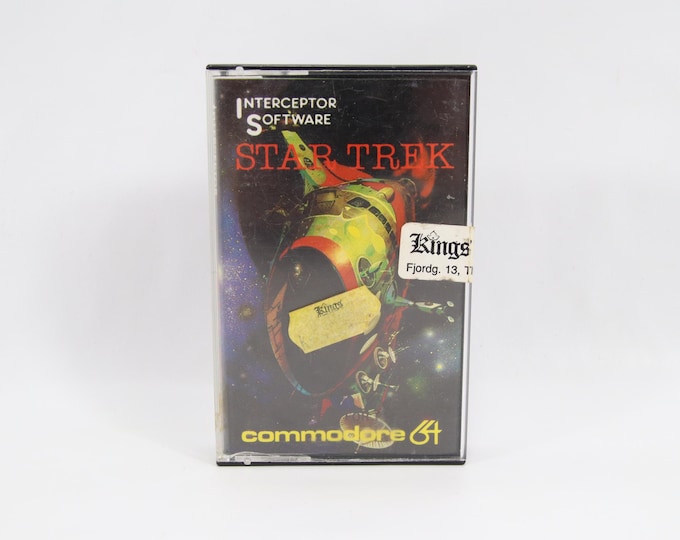 INTERCEPTOR
SOFTWARE
STAR TREK
Kings
Fjordg. 13,
Kings
commodore 64